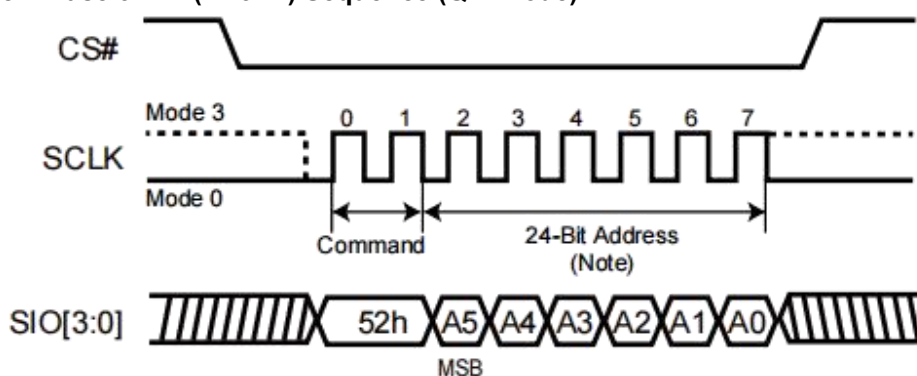 CS#
Mode 3
0 1 2 3 4 5 6 7
SCLK
Mode 0
Command
24-Bit Address
(Note)
SIO[3:0]
52h A5 A4 A3 A2 A1 A0
MSB